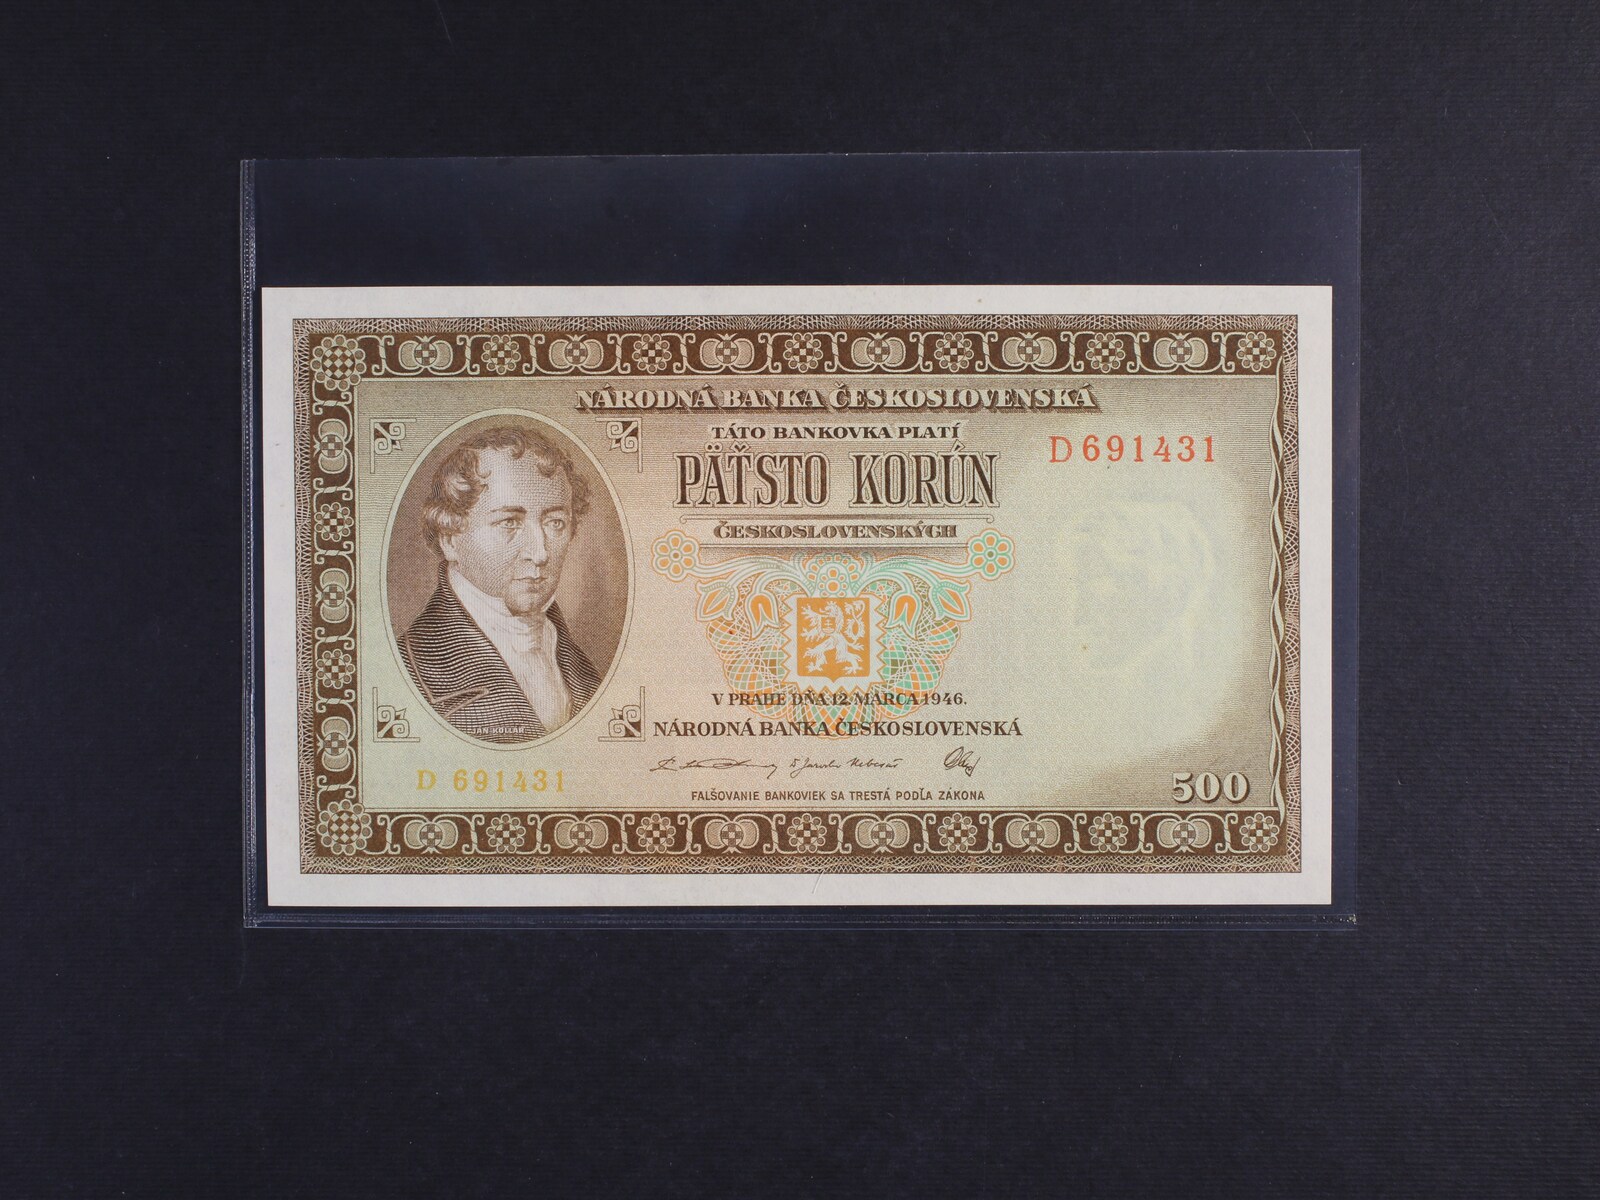 NÁRODNÁ BANKA ČESKOSLOVENSKÁ
TÁTO BANKOVKA PLATÍ
PÄŤSTO KORÚN
ČESKOSLOVENSKÝCH
D 691431
V PRAHE DŇA 12. MARCA 1946.
NÁRODNÁ BANKA ČESKOSLOVENSKÁ
JÁN KOLLÁR
D 691431
FALŠOVANIE BANKOVIEK SA TRESTÁ PODĽA ZÁKONA
500